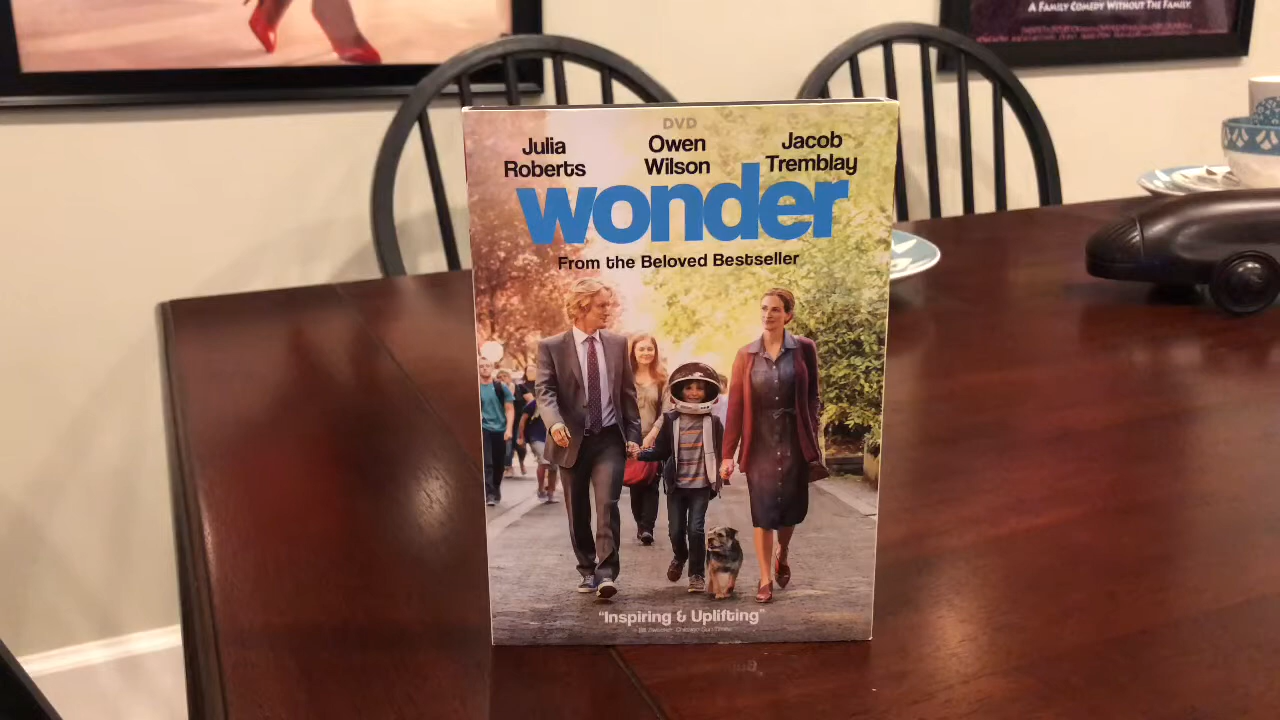 A FAMILY COMEDY WITHOUT THE FAMILY.
DVD
Julia Roberts
Owen Wilson
Jacob Tremblay
wonder
From the Beloved Bestseller
"Inspiring & Uplifting"